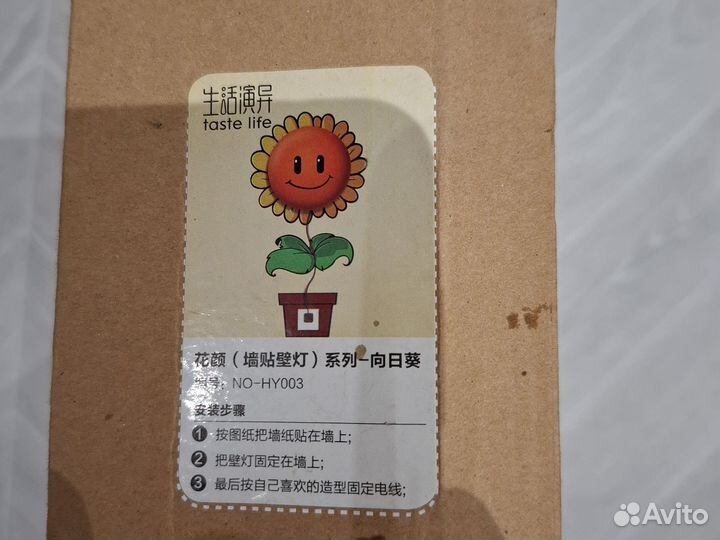 生活演异
taste life
花颜（墙贴壁灯）系列-向日葵
编号：NO-HY003
安装步骤
1 按图纸把墙纸贴在墙上;
2 把壁灯固定在墙上;
3 最后按自己喜欢的造型固定电线;
Avito